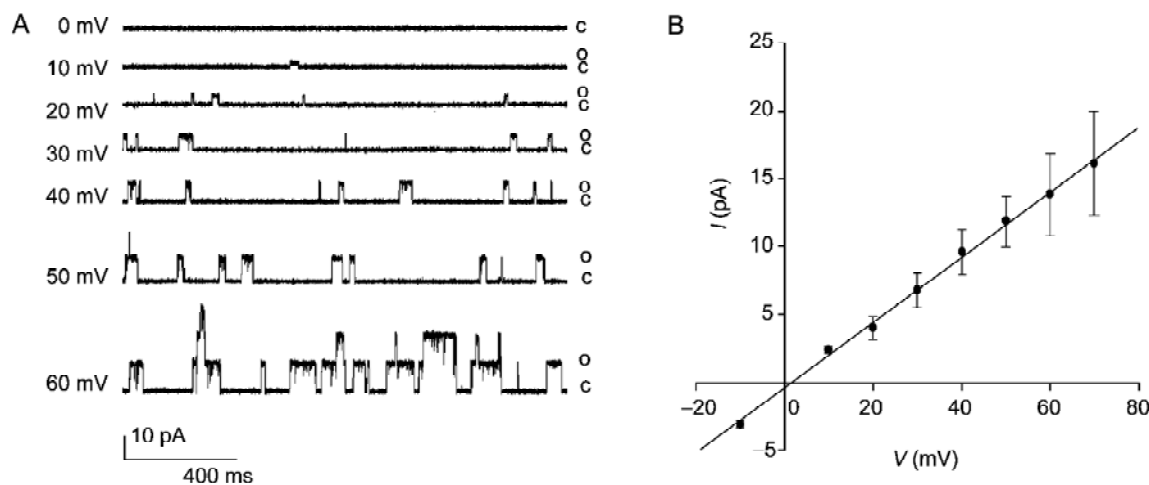 A
0 mV c
10 mV o c
20 mV o c
30 mV o c
40 mV o c
50 mV o c
60 mV o c
10 pA
400 ms
B
25
20
15
10
5
−5
I (pA)
−20 0 20 40 60 80
V (mV)